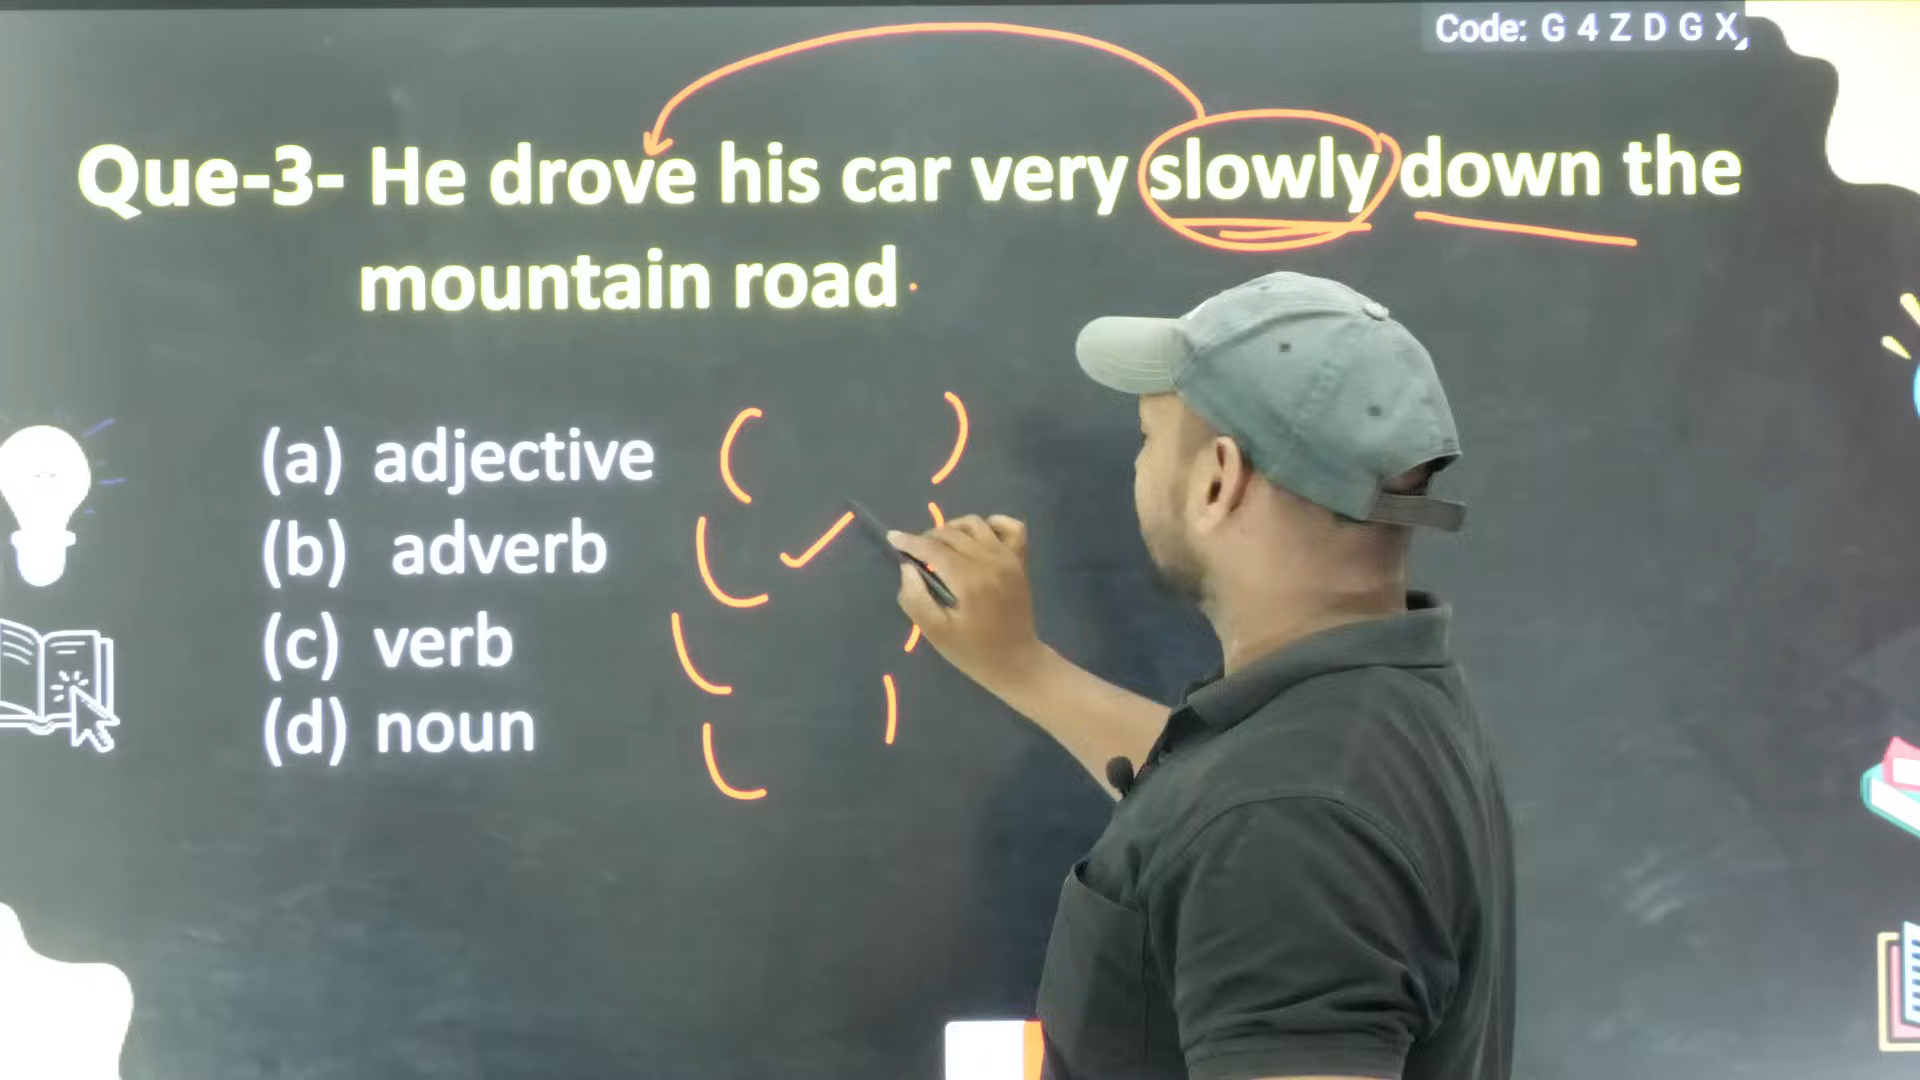 Code: G 4 Z D G X
Que-3- He drove his car very slowly down the
mountain road
(a) adjective
(b) adverb
(c) verb
(d) noun